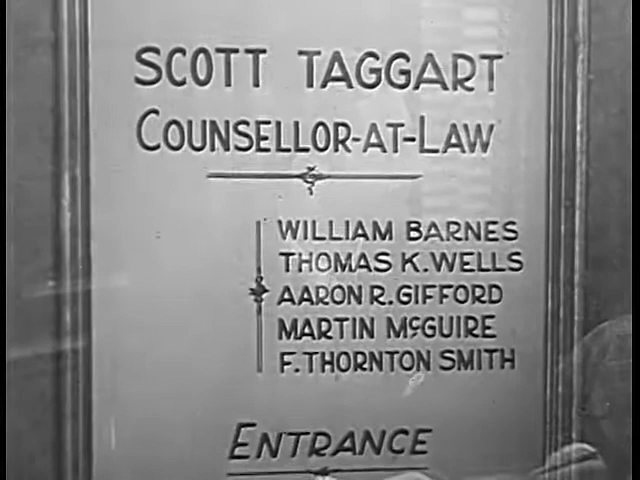 SCOTT TAGGART
COUNSELLOR-AT-LAW
WILLIAM BARNES
THOMAS K. WELLS
AARON R. GIFFORD
MARTIN McGUIRE
F. THORNTON SMITH
ENTRANCE